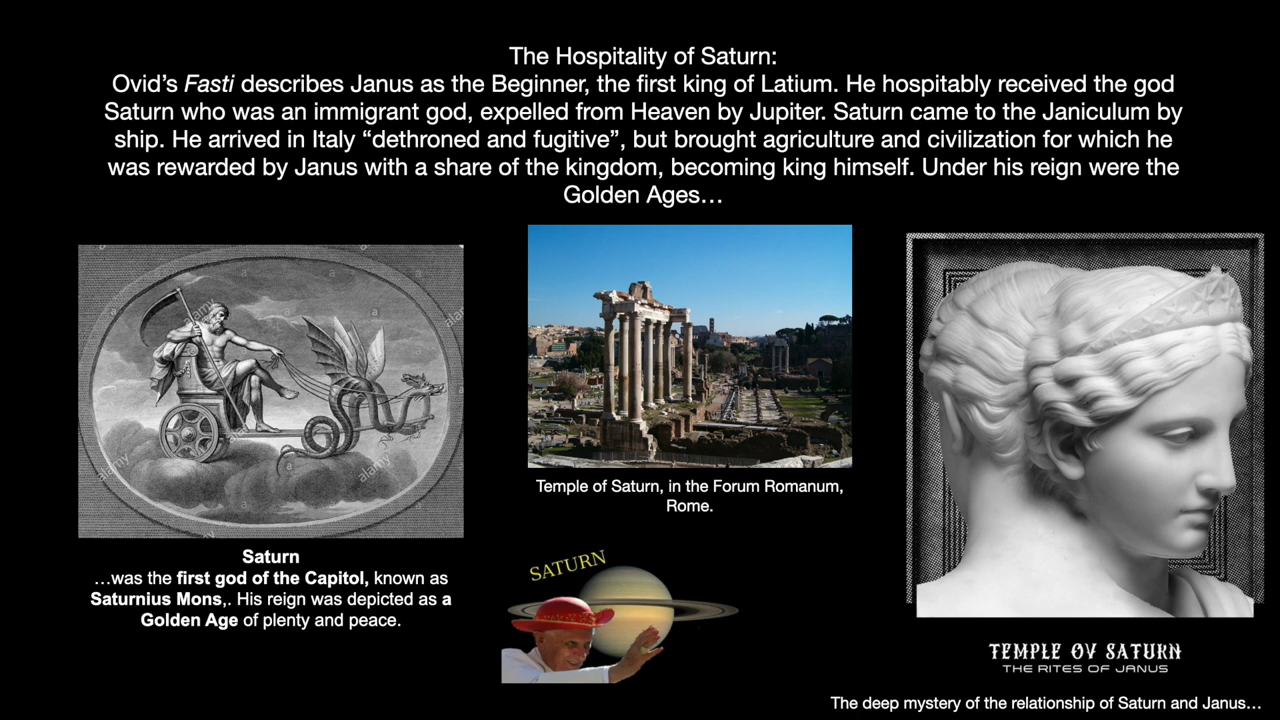 The Hospitality of Saturn:
Ovid’s Fasti describes Janus as the Beginner, the first king of Latium. He hospitably received the god
Saturn who was an immigrant god, expelled from Heaven by Jupiter. Saturn came to the Janiculum by
ship. He arrived in Italy “dethroned and fugitive”, but brought agriculture and civilization for which he
was rewarded by Janus with a share of the kingdom, becoming king himself. Under his reign were the
Golden Ages…
alamy
alamy
alamy
a
a
a
a
a
a
Saturn
…was the first god of the Capitol, known as
Saturnius Mons,. His reign was depicted as a
Golden Age of plenty and peace.
Temple of Saturn, in the Forum Romanum,
Rome.
SATURN
TEMPLE OV SATURN
THE RITES OF JANUS
The deep mystery of the relationship of Saturn and Janus…